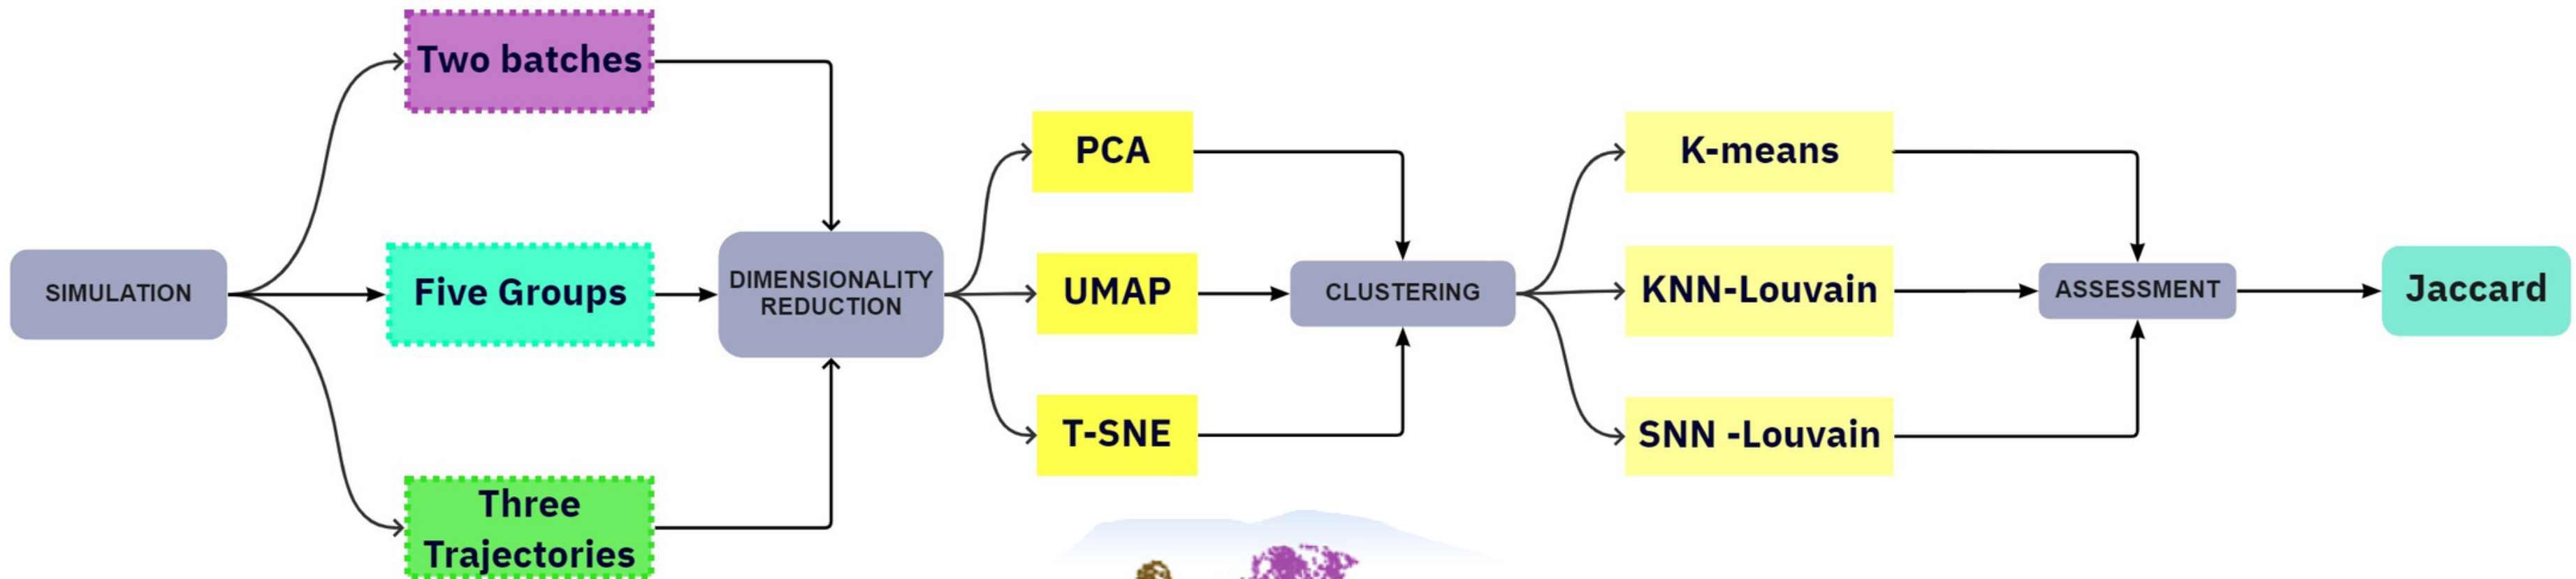 Two batches
PCA
K-means
SIMULATION
Five Groups
DIMENSIONALITY
REDUCTION
UMAP
CLUSTERING
KNN-Louvain
ASSESSMENT
Jaccard
T-SNE
SNN -Louvain
Three
Trajectories